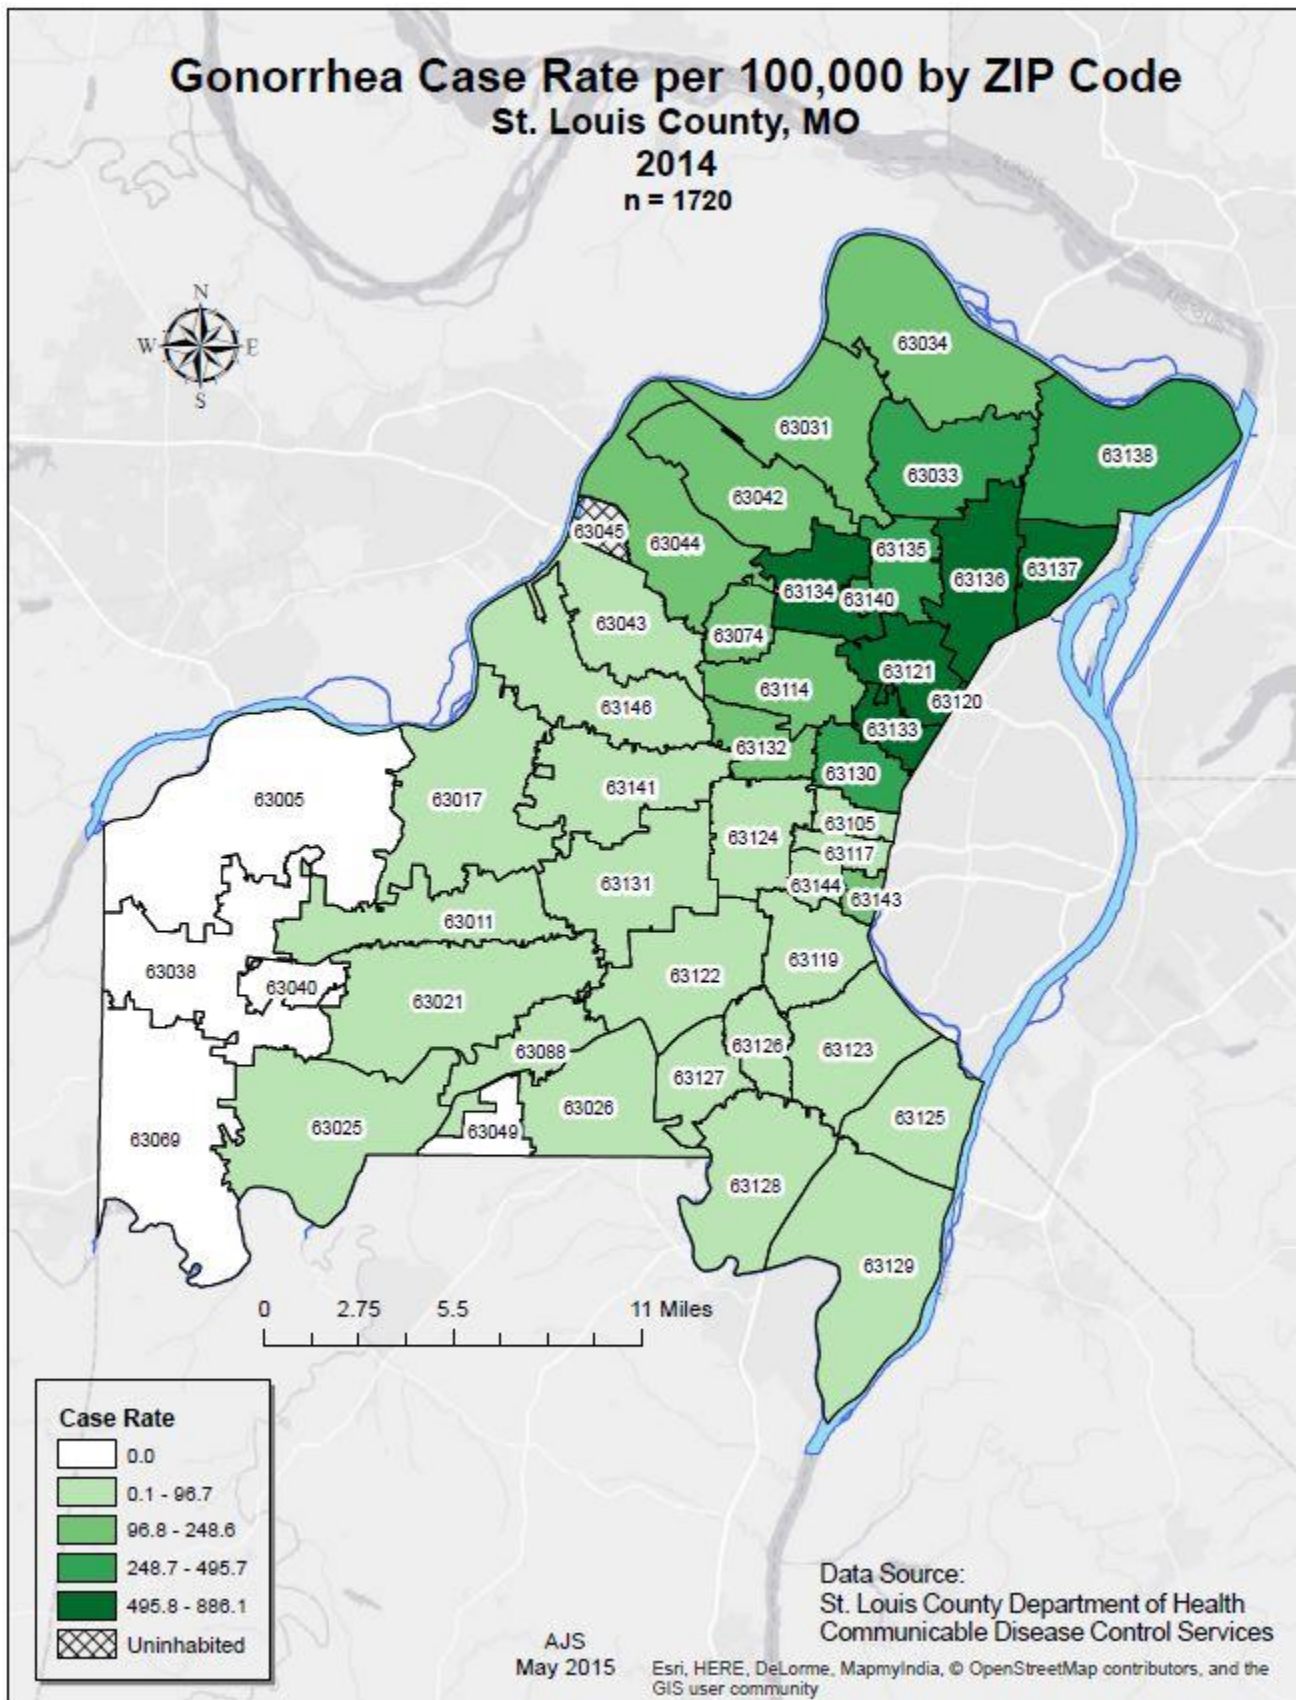 Gonorrhea Case Rate per 100,000 by ZIP Code
St. Louis County, MO
2014
n = 1720
N
W E
S
63034
63031
63033
63138
63042
63045
63044
63135
63134
63140
63136
63137
63043
63074
63121
63114
63120
63146
63133
63132
63130
63005
63017
63141
63124
63105
63117
63131
63144
63143
63011
63038
63040
63021
63122
63119
63088
63126
63123
63127
63069
63025
63049
63026
63125
63128
63129
0 2.75 5.5 11 Miles
Case Rate
0.0
0.1 - 96.7
96.8 - 248.6
248.7 - 495.7
495.8 - 886.1
Uninhabited
AJS
May 2015
Data Source:
St. Louis County Department of Health
Communicable Disease Control Services
Esri, HERE, DeLorme, MapmyIndia, © OpenStreetMap contributors, and the
GIS user community